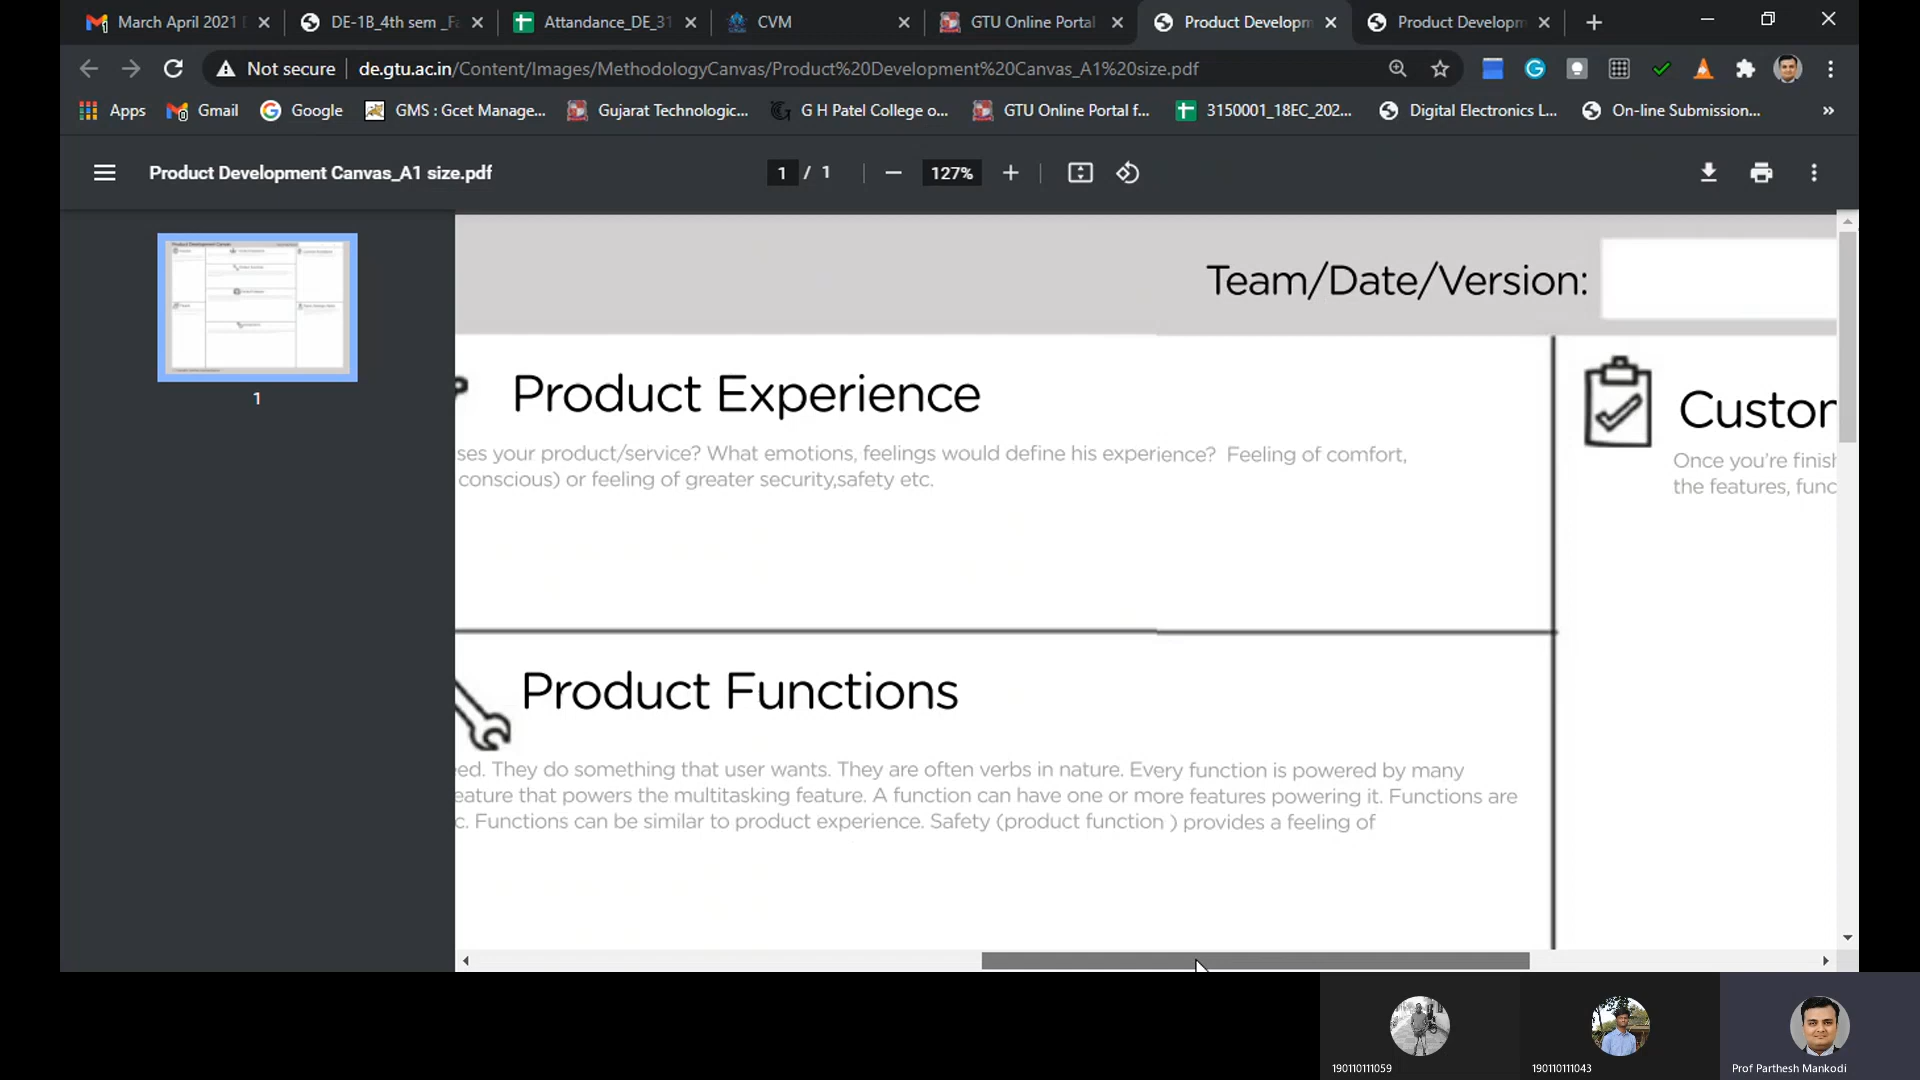 March April 2021
DE-1B_4th sem _F
Attandance_DE_31
CVM
GTU Online Portal
Product Developm
Product Developm
Not secure
de.gtu.ac.in/Content/Images/MethodologyCanvas/Product%20Development%20Canvas_A1%20size.pdf
Apps
Gmail
Google
GMS : Gcet Manage...
Gujarat Technologic...
G H Patel College o...
GTU Online Portal f...
3150001_18EC_202...
Digital Electronics L...
On-line Submission...
»
Product Development Canvas_A1 size.pdf
1 / 1
127%
1
Team/Date/Version:
Product Experience
ses your product/service? What emotions, feelings would define his experience? Feeling of comfort,
conscious) or feeling of greater security,safety etc.
Custom
Once you're finish
the features, func
Product Functions
eed. They do something that user wants. They are often verbs in nature. Every function is powered by many
eature that powers the multitasking feature. A function can have one or more features powering it. Functions are
c. Functions can be similar to product experience. Safety (product function ) provides a feeling of
190110111059
190110111043
Prof Parthesh Mankodi